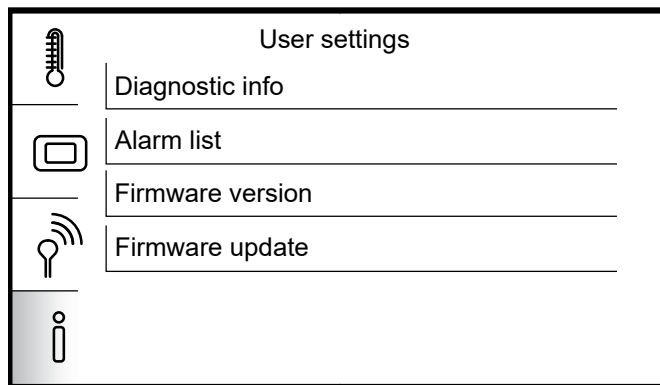 User settings
Diagnostic info
Alarm list
Firmware version
Firmware update